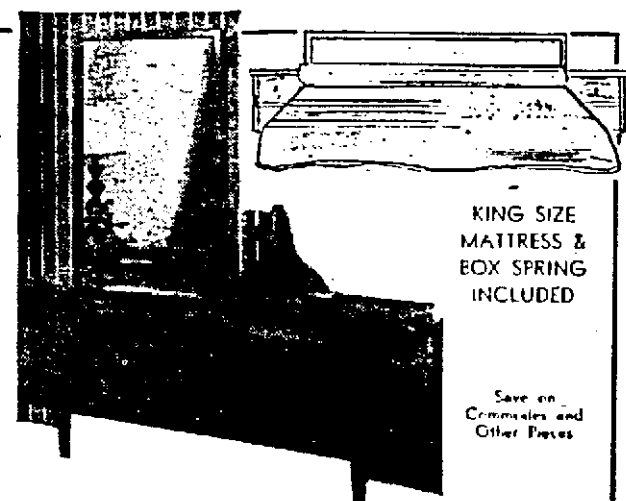 KING SIZE
MATTRESS &
BOX SPRING
INCLUDED
Save on
Commodes and
Other Pieces